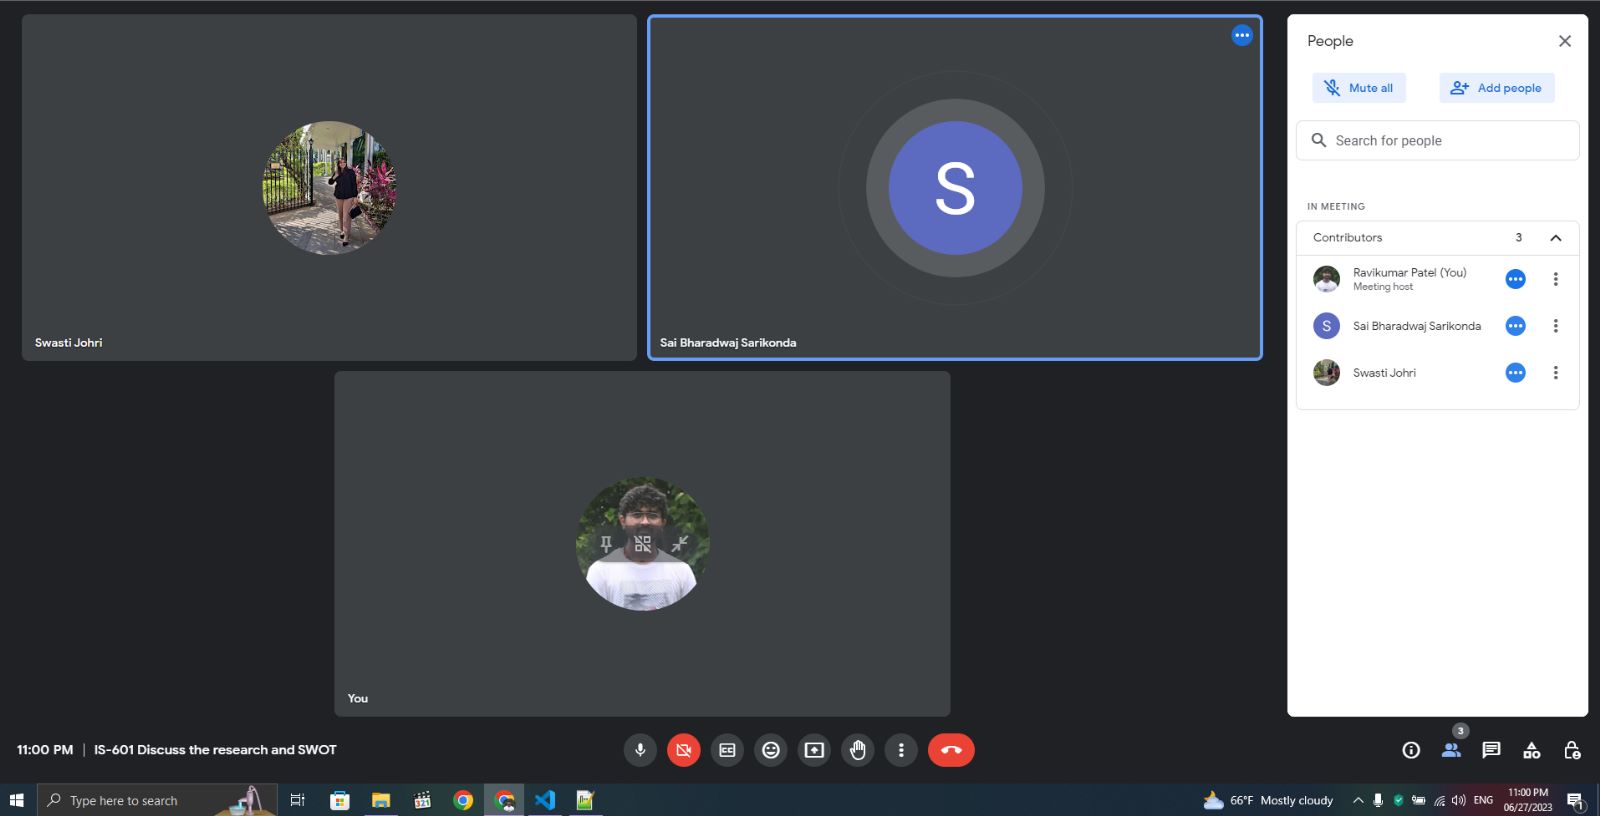 Swasti Johri
S
Sai Bharadwaj Sarikonda
You
People
Mute all
Add people
Search for people
IN MEETING
Contributors 3
Ravikumar Patel (You)
Meeting host
S Sai Bharadwaj Sarikonda
Swasti Johri
11:00 PM | IS-601 Discuss the research and SWOT
3
Type here to search
321
66°F Mostly cloudy
ENG
11:00 PM
06/27/2023
1